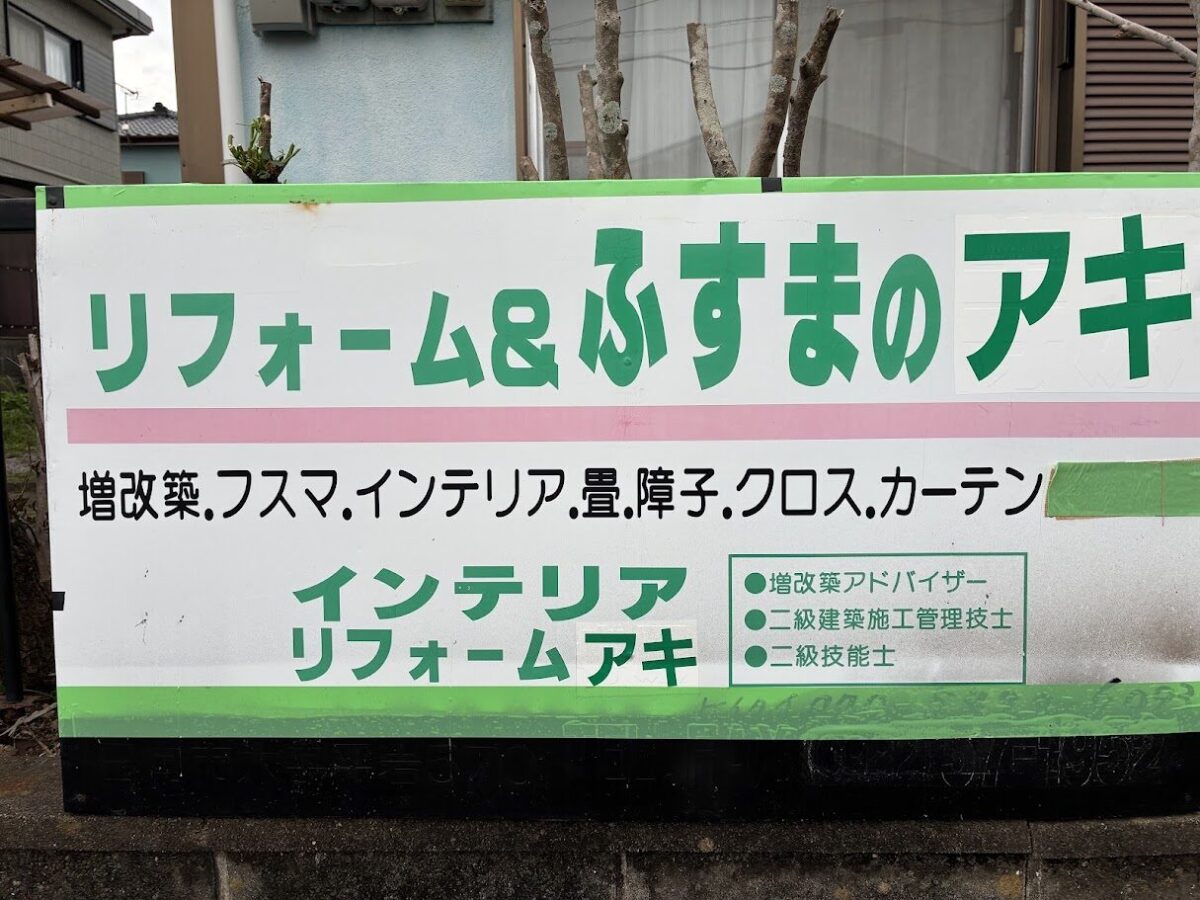 リフォーム&ふすまのアキ
増改築.フスマ.インテリア.畳.障子.クロス.カーテン
インテリア
リフォームアキ
●増改築アドバイザー
●二級建築施工管理技士
●二級技能士